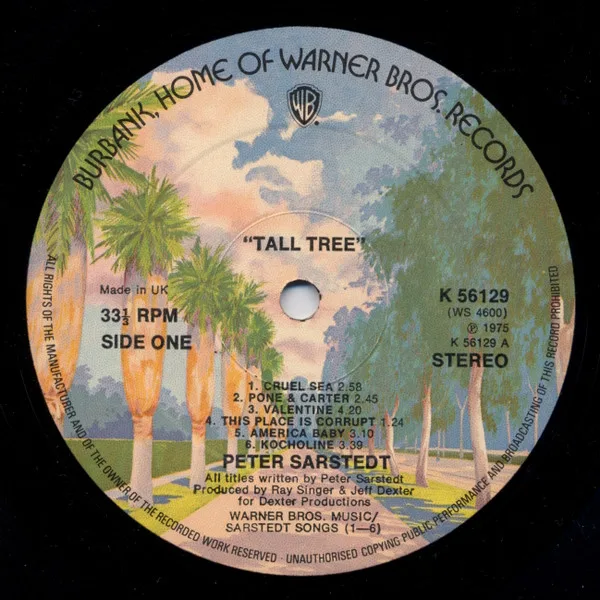 BURBANK, HOME OF WARNER BROS. RECORDS
WB
"TALL TREE"
Made in UK
33⅓ RPM
SIDE ONE
K 56129
(WS 4600)
℗ 1975
K 56129 A
STEREO
1. CRUEL SEA 2.58
2. PONE & CARTER 2.45
3. VALENTINE 4.20
4. THIS PLACE IS CORRUPT 1.24
5. AMERICA BABY 3.10
6. KOCHOLINE 3.39
PETER SARSTEDT
All titles written by Peter Sarstedt
Produced by Ray Singer & Jeff Dexter
for Dexter Productions
WARNER BROS. MUSIC/
SARSTEDT SONGS (1—6)
ALL RIGHTS OF THE MANUFACTURER AND OF THE OWNER OF THE RECORDED WORK RESERVED - UNAUTHORISED COPYING PUBLIC PERFORMANCE AND BROADCASTING OF THIS RECORD PROHIBITED